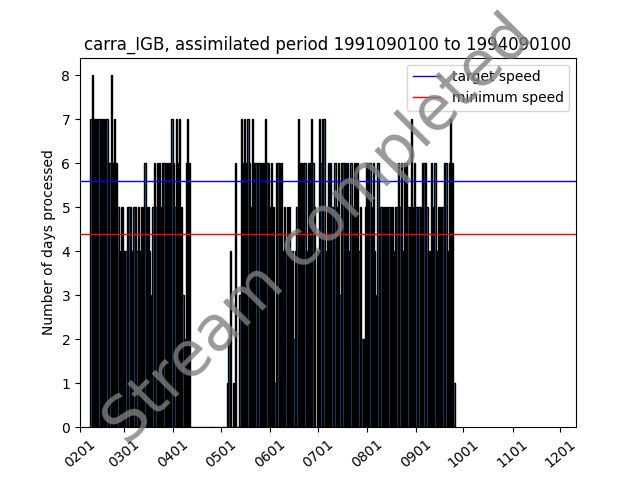 carra_IGB, assimilated period 1991090100 to 1994090100
target speed
minimum speed
Number of days processed
8
7
6
5
4
3
2
1
0
0201 0301 0401 0501 0601 0701 0801 0901 1001 1101 1201
Stream completed